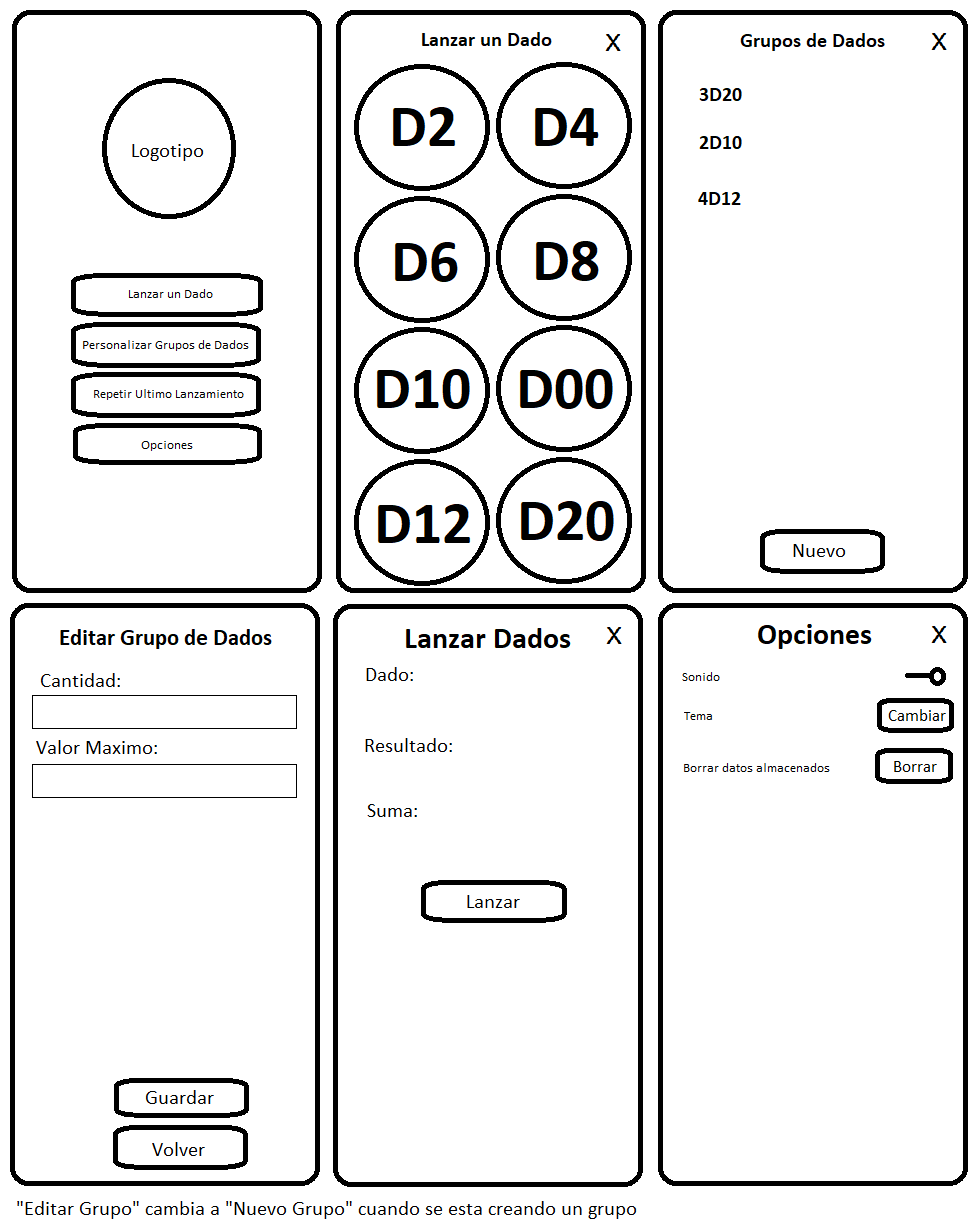 Logotipo
Lanzar un Dado
Personalizar Grupos de Dados
Repetir Ultimo Lanzamiento
Opciones
Lanzar un Dado X
D2 D4
D6 D8
D10 D00
D12 D20
Grupos de Dados X
3D20
2D10
4D12
Nuevo
Editar Grupo de Dados
Cantidad:
Valor Maximo:
Guardar
Volver
Lanzar Dados X
Dado:
Resultado:
Suma:
Lanzar
Opciones X
Sonido
Tema Cambiar
Borrar datos almacenados Borrar
"Editar Grupo" cambia a "Nuevo Grupo" cuando se esta creando un grupo